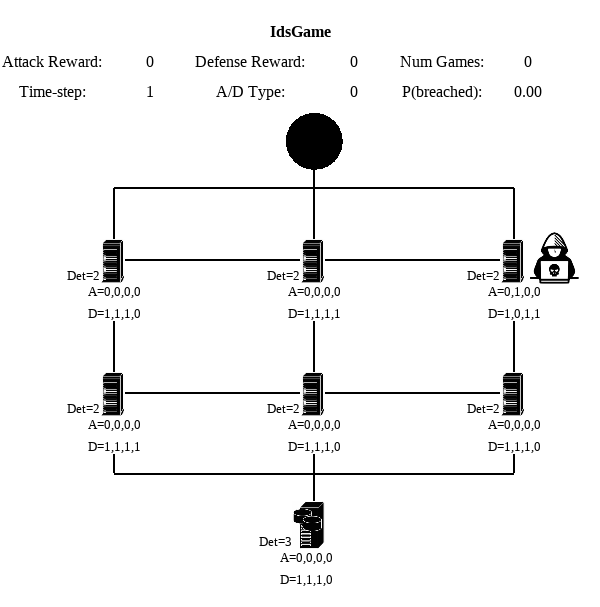 IdsGame
Attack Reward: 0 Defense Reward: 0 Num Games: 0
Time-step: 1 A/D Type: 0 P(breached): 0.00
Det=2 Det=2 Det=2
A=0,0,0,0 A=0,0,0,0 A=0,1,0,0
D=1,1,1,0 D=1,1,1,1 D=1,0,1,1
Det=2 Det=2 Det=2
A=0,0,0,0 A=0,0,0,0 A=0,0,0,0
D=1,1,1,1 D=1,1,1,0 D=1,1,1,0
Det=3
A=0,0,0,0
D=1,1,1,0